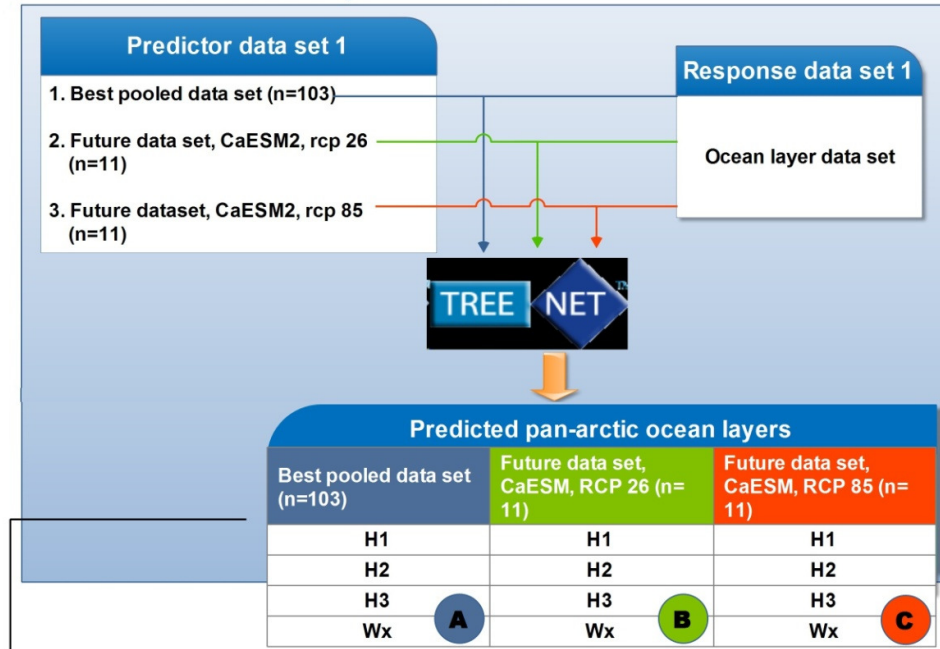 Predictor data set 1
1. Best pooled data set (n=103)
2. Future data set, CaESM2, rcp 26
(n=11)
3. Future dataset, CaESM2, rcp 85
(n=11)
Response data set 1
Ocean layer data set
TREE NET
Predicted pan-arctic ocean layers
Best pooled data set
(n=103)
Future data set,
CaESM, RCP 26 (n=
11)
Future data set,
CaESM, RCP 85 (n=
11)
H1 H1 H1
H2 H2 H2
H3 H3 H3
Wx Wx Wx
A B C